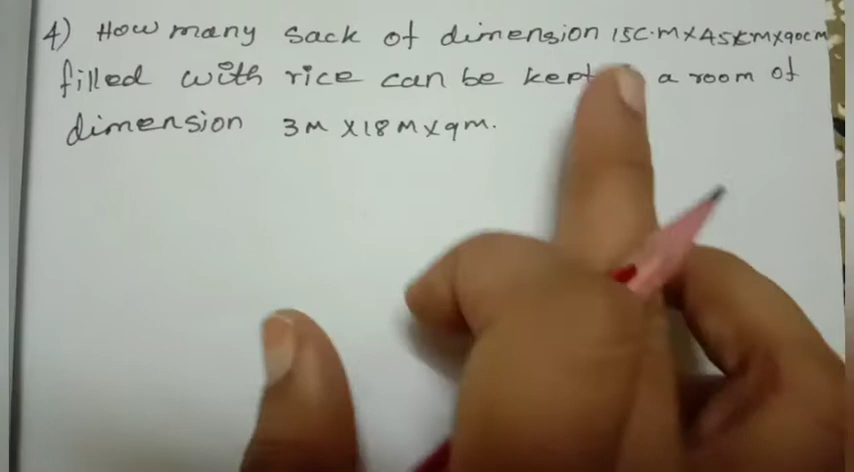 4) How many sack of dimension 15c.m×45cm×90cm
filled with rice can be kept a room of
dimension 3m×18m×9m.